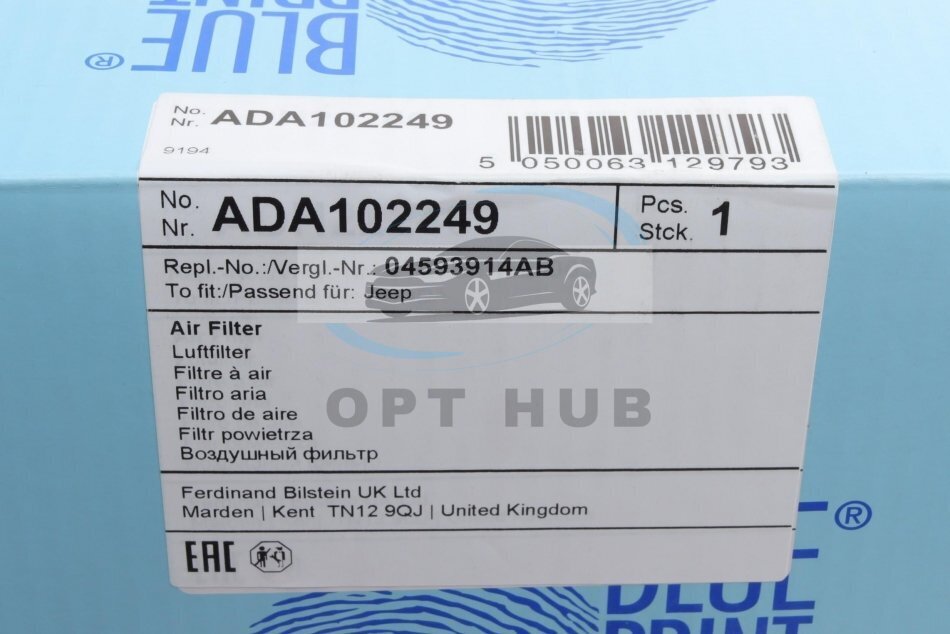 BLUE
PRINT
®
No.
Nr. ADA102249
9194
5 050063 129793
No.
Nr. ADA102249
Pcs.
Stck. 1
Repl.-No.:/Vergl.-Nr.: 04593914AB
To fit:/Passend für: Jeep
Air Filter
Luftfilter
Filtre à air
Filtro aria
Filtro de aire
Filtr powietrza
Воздушный фильтр
OPT HUB
Ferdinand Bilstein UK Ltd
Marden | Kent TN12 9QJ | United Kingdom
EAC
®
BLUE
PRINT